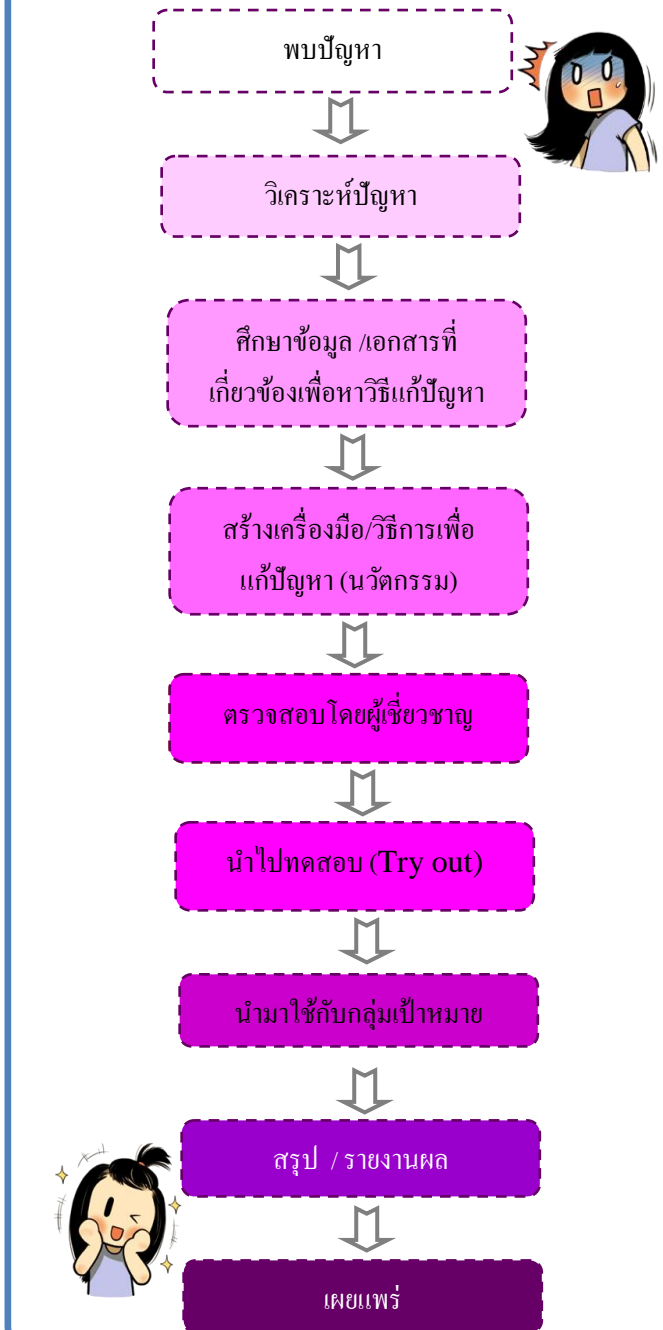 พบปัญหา
วิเคราะห์ปัญหา
ศึกษาข้อมูล /เอกสารที่
เกี่ยวข้องเพื่อหาวิธีแก้ปัญหา
สร้างเครื่องมือ/วิธีการเพื่อ
แก้ปัญหา (นวัตกรรม)
ตรวจสอบโดยผู้เชี่ยวชาญ
นำไปทดสอบ (Try out)
นำมาใช้กับกลุ่มเป้าหมาย
สรุป / รายงานผล
เผยแพร่